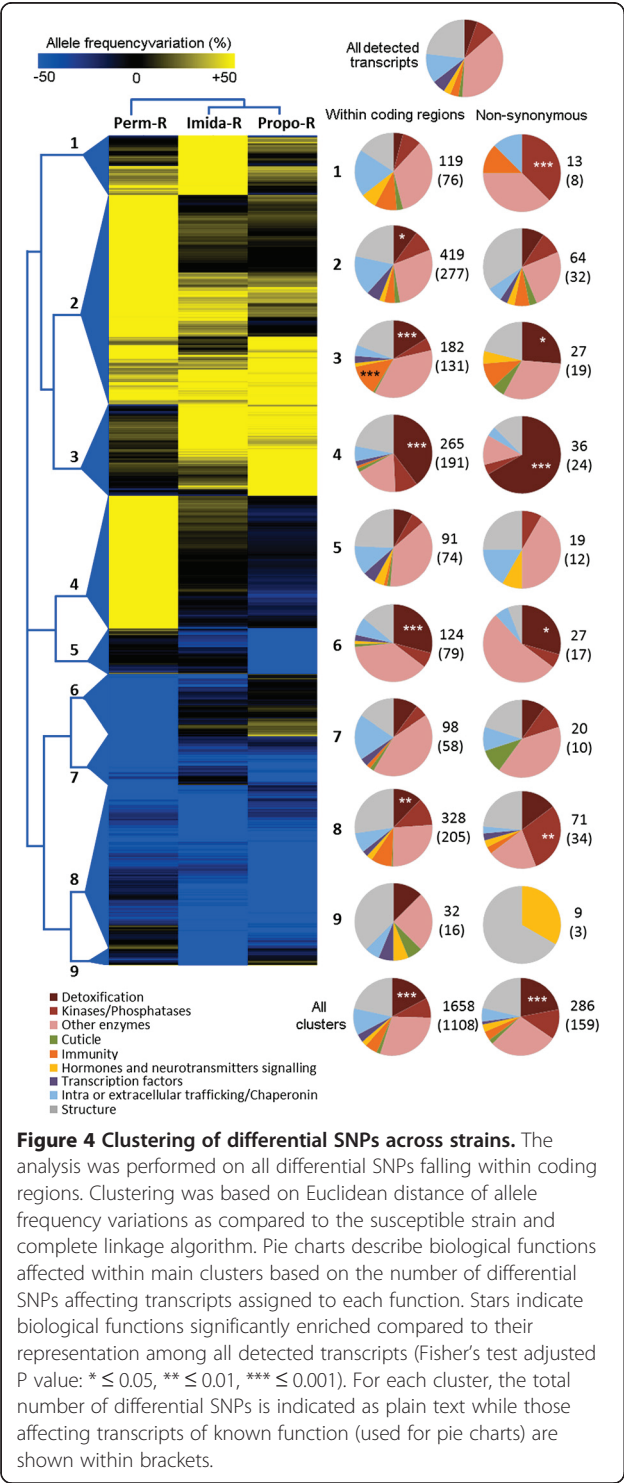 Allele frequencyvariation (%)
-50 0 +50
All detected transcripts
Perm-R Imida-R Propo-R
Within coding regions Non-synonymous
1 1 119 (76) *** 13 (8)
2 2 * 419 (277) 64 (32)
3 3 *** *** 182 (131) * 27 (19)
4 4 *** 265 (191) *** 36 (24)
5 5 91 (74) 19 (12)
6 6 *** 124 (79) * 27 (17)
7 7 98 (58) 20 (10)
8 8 ** 328 (205) ** 71 (34)
9 9 32 (16) 9 (3)
All clusters *** 1658 (1108) *** 286 (159)
Detoxification
Kinases/Phosphatases
Other enzymes
Cuticle
Immunity
Hormones and neurotransmitters signalling
Transcription factors
Intra or extracellular trafficking/Chaperonin
Structure
Figure 4 Clustering of differential SNPs across strains. The
analysis was performed on all differential SNPs falling within coding
regions. Clustering was based on Euclidean distance of allele
frequency variations as compared to the susceptible strain and
complete linkage algorithm. Pie charts describe biological functions
affected within main clusters based on the number of differential
SNPs affecting transcripts assigned to each function. Stars indicate
biological functions significantly enriched compared to their
representation among all detected transcripts (Fisher's test adjusted
P value: * ≤ 0.05, ** ≤ 0.01, *** ≤ 0.001). For each cluster, the total
number of differential SNPs is indicated as plain text while those
affecting transcripts of known function (used for pie charts) are
shown within brackets.